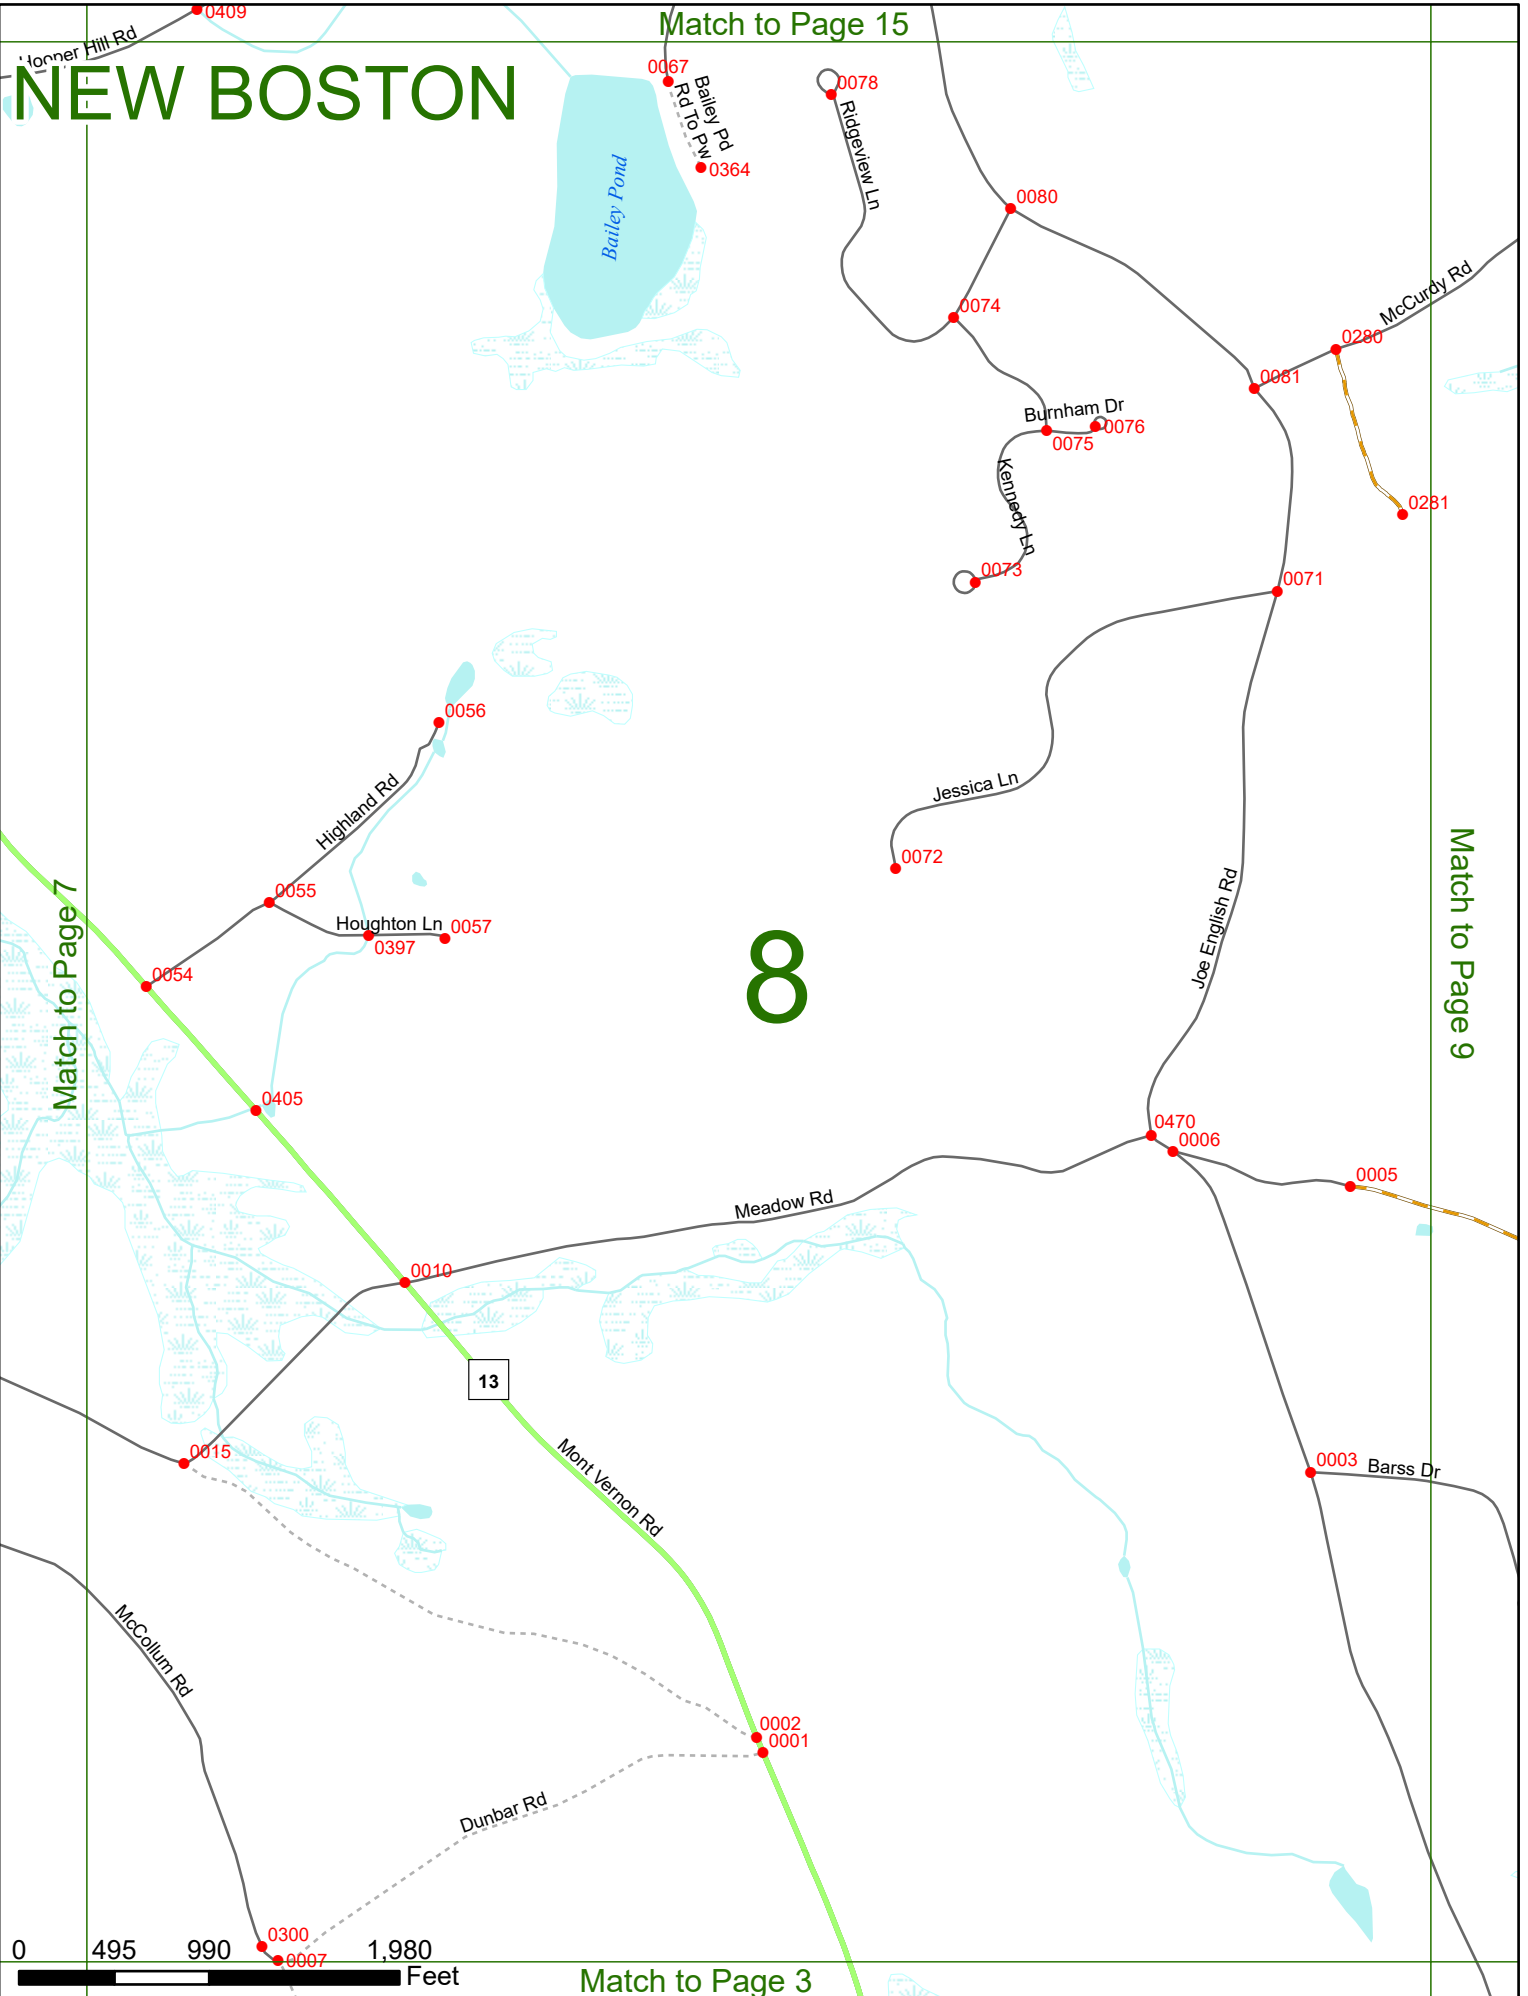 0409
Match to Page 15
Hooper Hill Rd
NEW BOSTON
0067
Bailey Pd
Rd To Pw
0364
0078
Ridgeview Ln
Bailey Pond
0080
0074
McCurdy Rd
0280
0081
Burnham Dr
0076
0075
Kennedy Ln
0281
0073
0071
0056
Highland Rd
Jessica Ln
0072
Match to Page 7
0055
Houghton Ln
0057
0397
0054
8
Joe English Rd
Match to Page 9
0405
0470
0006
0005
Meadow Rd
0010
13
0015
Mont Vernon Rd
0003
Barss Dr
McCollum Rd
0002
0001
Dunbar Rd
0300
0007
0 495 990 1,980
Feet
Match to Page 3